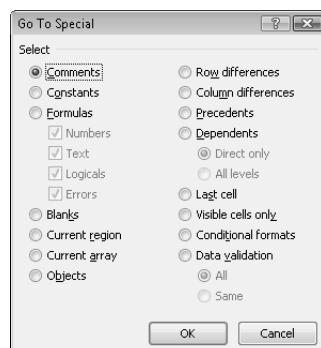 Go To Special
Select
Comments
Constants
Formulas
Numbers
Text
Logicals
Errors
Blanks
Current region
Current array
Objects
Row differences
Column differences
Precedents
Dependents
Direct only
All levels
Last cell
Visible cells only
Conditional formats
Data validation
All
Same
OK
Cancel